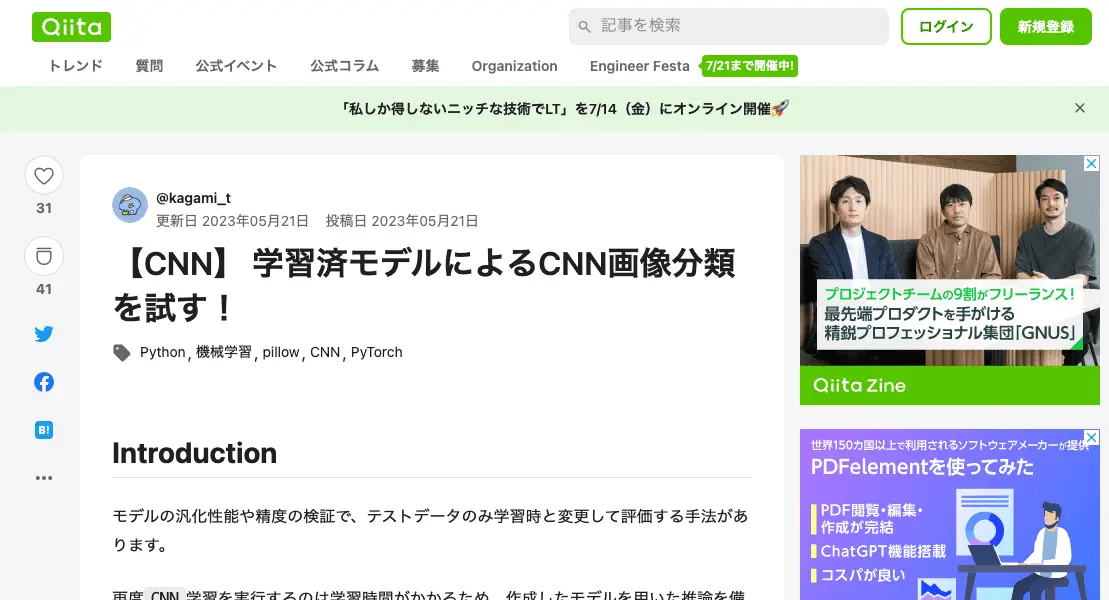 Qiita
記事を検索
ログイン
新規登録
トレンド 質問 公式イベント 公式コラム 募集 Organization Engineer Festa 7/21まで開催中!
「私しか得しないニッチな技術でLT」を7/14（金）にオンライン開催🚀
31
41
B!
@kagami_t
更新日 2023年05月21日 投稿日 2023年05月21日
【CNN】 学習済モデルによるCNN画像分類
を試す！
Python, 機械学習, pillow, CNN, PyTorch
Introduction
モデルの汎化性能や精度の検証で、テストデータのみ学習時と変更して評価する手法があ
ります。
再度 CNN 学習を実行するのは学習時間がかかるため、作成したモデルを用いた推論を備
プロジェクトチームの9割がフリーランス!
最先端プロダクトを手がける
精鋭プロフェッショナル集団「GNUS」
Qiita Zine
世界150カ国以上で利用されるソフトウェアメーカーが提供
PDFelementを使ってみた
PDF閲覧・編集・
作成が完結
ChatGPT機能搭載
コスパが良い